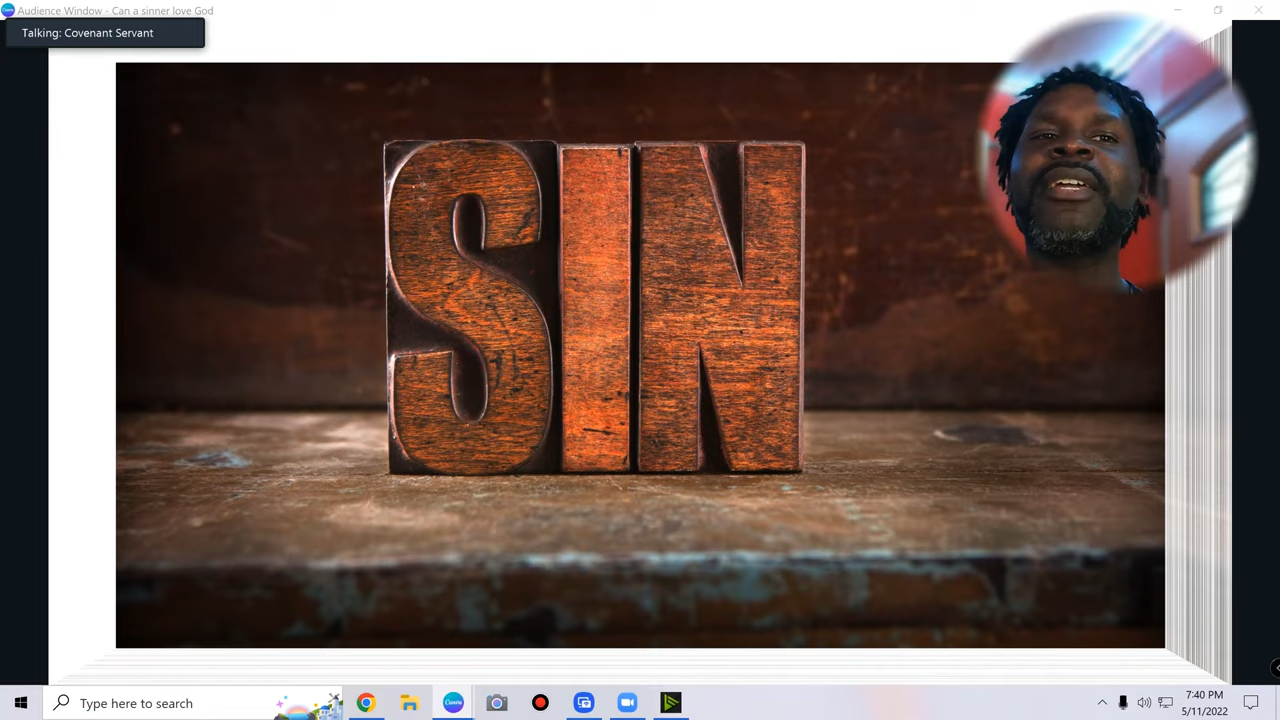 Audience Window - Can a sinner love God
Talking: Covenant Servant
SIN
Type here to search
7:40 PM
5/11/2022